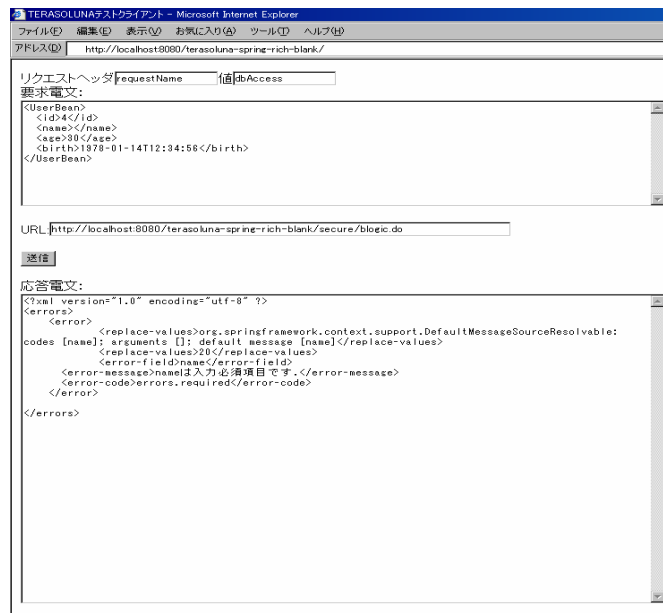 TERASOLUNAテストクライアント - Microsoft Internet Explorer
ファイル(F) 編集(E) 表示(V) お気に入り(A) ツール(T) ヘルプ(H)
アドレス(D) http://localhost:8080/terasoluna-spring-rich-blank/
リクエストヘッダ requestName 値 dbAccess
要求電文:
<UserBean>
<id>4</id>
<name></name>
<age>30</age>
<birth>1978-01-14T12:34:56</birth>
</UserBean>
URL: http://localhost:8080/terasoluna-spring-rich-blank/secure/blogic.do
送信
応答電文:
<?xml version="1.0" encoding="utf-8" ?>
<errors>
<error>
<replace-values>org.springframework.context.support.DefaultMessageSourceResolvable:
codes [name]; arguments []; default message [name]</replace-values>
<replace-values>20</replace-values>
<error-field>name</error-field>
<error-message>nameは入力必須項目です.</error-message>
<error-code>errors.required</error-code>
</error>
</errors>